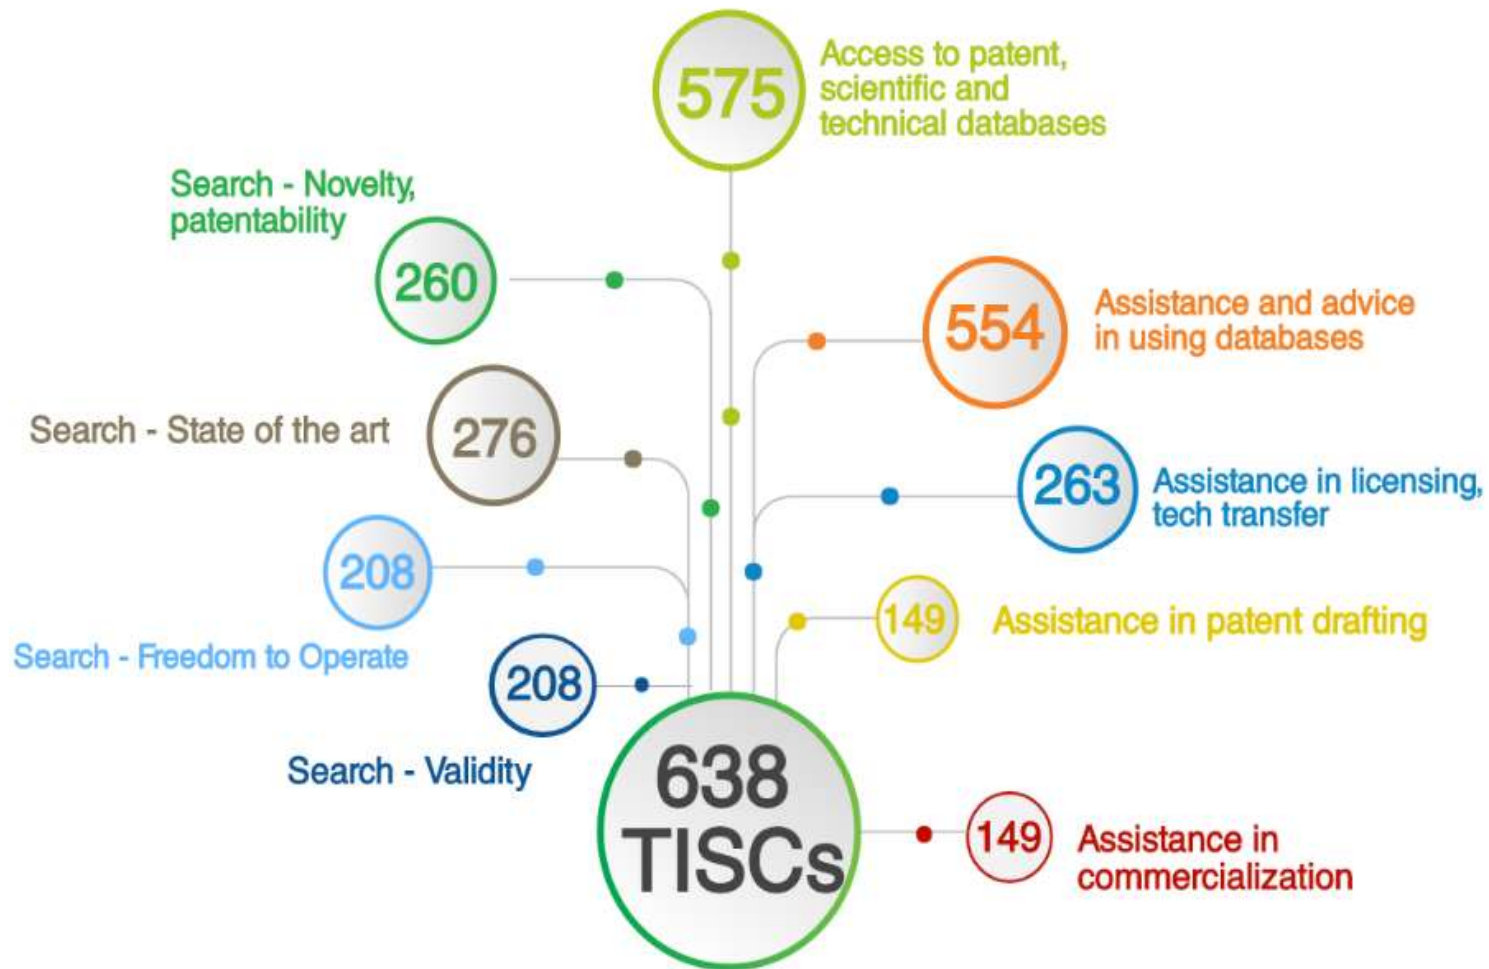 575
Access to patent,
scientific and
technical databases
Search - Novelty,
patentability
260
554
Assistance and advice
in using databases
Search - State of the art
276
263
Assistance in licensing,
tech transfer
208
Search - Freedom to Operate
149
Assistance in patent drafting
208
Search - Validity
638
TISCs
149
Assistance in
commercialization